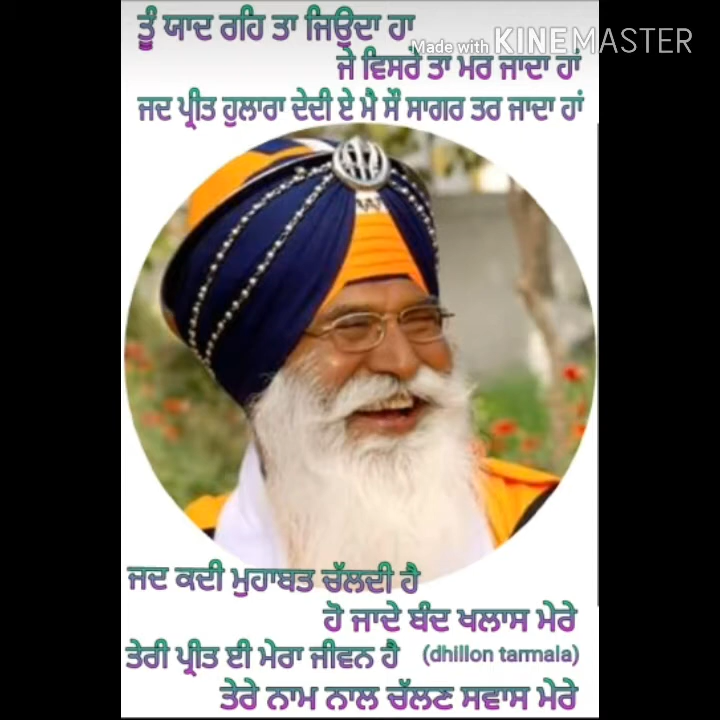 ਤੂੰ ਯਾਦ ਰਹਿ ਤਾ ਜਿਉਦਾ ਹਾ
Made with KINEMASTER
ਜੇ ਵਿਸਰੇ ਤਾ ਮਰ ਜਾਦਾ ਹਾਂ
ਜਦ ਪ੍ਰੀਤ ਹੁਲਾਰਾ ਦੇਦੀ ਏ ਮੈ ਸੌ ਸਾਗਰ ਤਰ ਜਾਦਾ ਹਾਂ
ਜਦ ਕਦੀ ਮੁਹਾਬਤ ਚੱਲਦੀ ਹੈ
ਹੋ ਜਾਦੇ ਬੰਦ ਖਲਾਸ ਮੇਰੇ
ਤੇਰੀ ਪ੍ਰੀਤ ਈ ਮੇਰਾ ਜੀਵਨ ਹੈ (dhillon tarmala)
ਤੇਰੇ ਨਾਮ ਨਾਲ ਚੱਲਣ ਸਵਾਸ ਮੇਰੇ